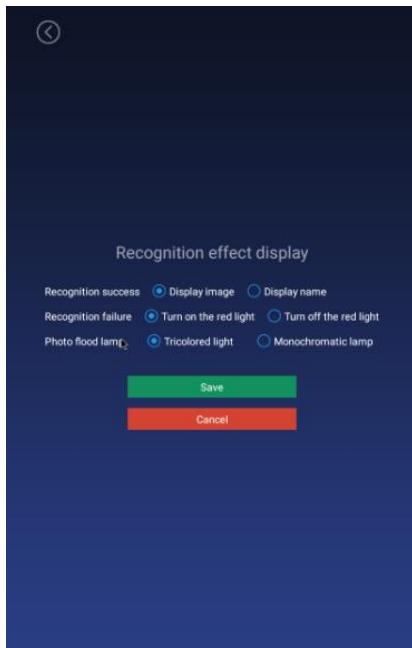 Recognition effect display
Recognition success Display image Display name
Recognition failure Turn on the red light Turn off the red light
Photo flood lamp Tricolored light Monochromatic lamp
Save
Cancel